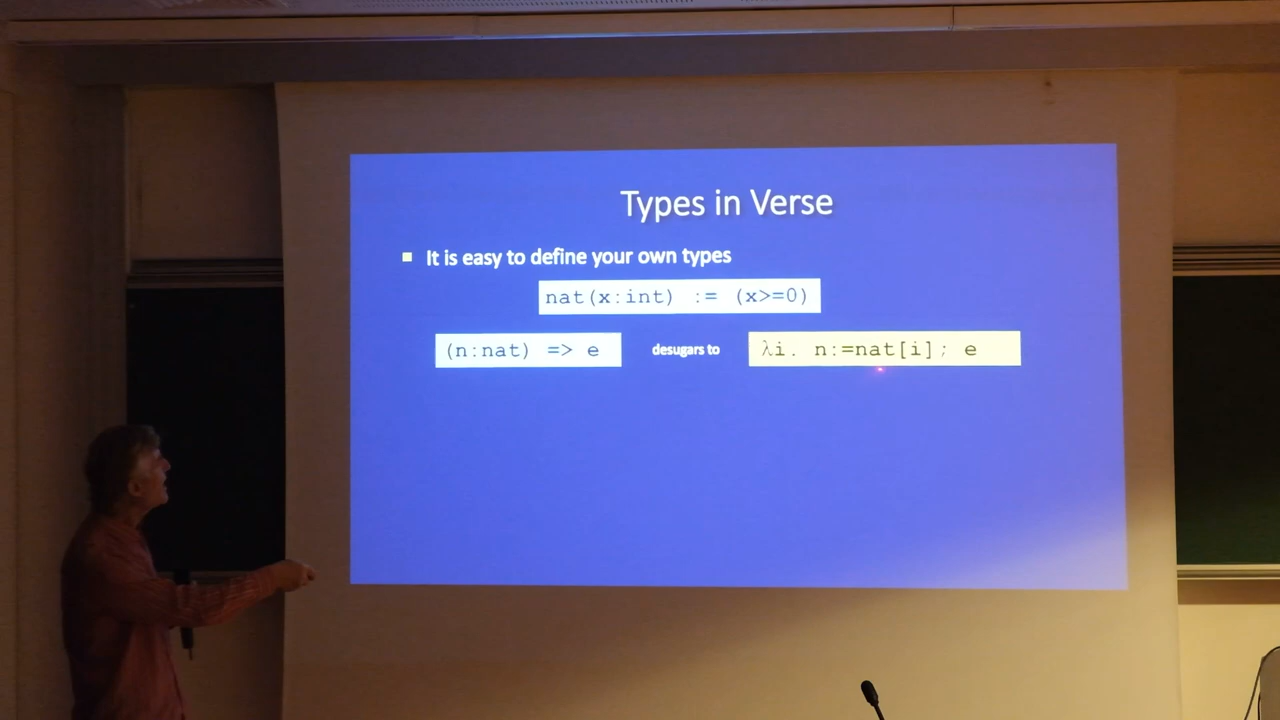 Types in Verse
It is easy to define your own types
nat(x:int) := (x>=0)
(n:nat) => e desugars to λi. n:=nat[i]; e